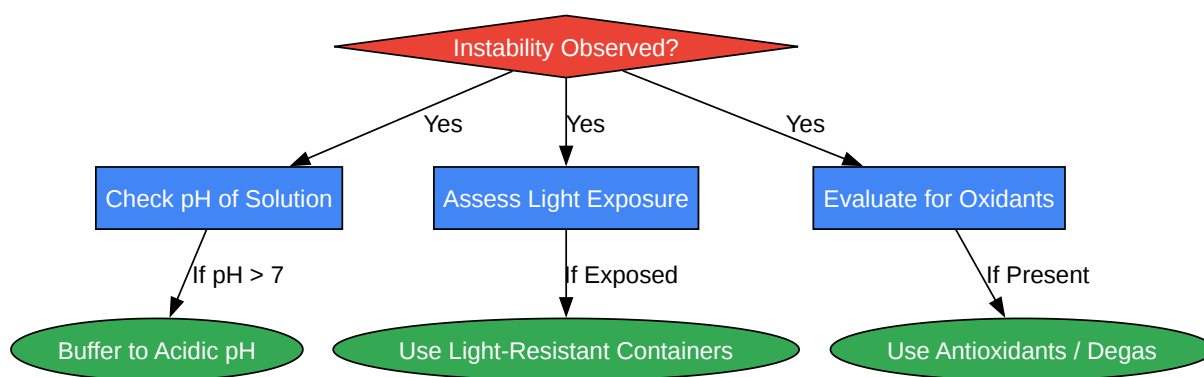 Instability Observed?
Yes
Yes
Yes
Check pH of Solution
Assess Light Exposure
Evaluate for Oxidants
If pH > 7
If Exposed
If Present
Buffer to Acidic pH
Use Light-Resistant Containers
Use Antioxidants / Degas